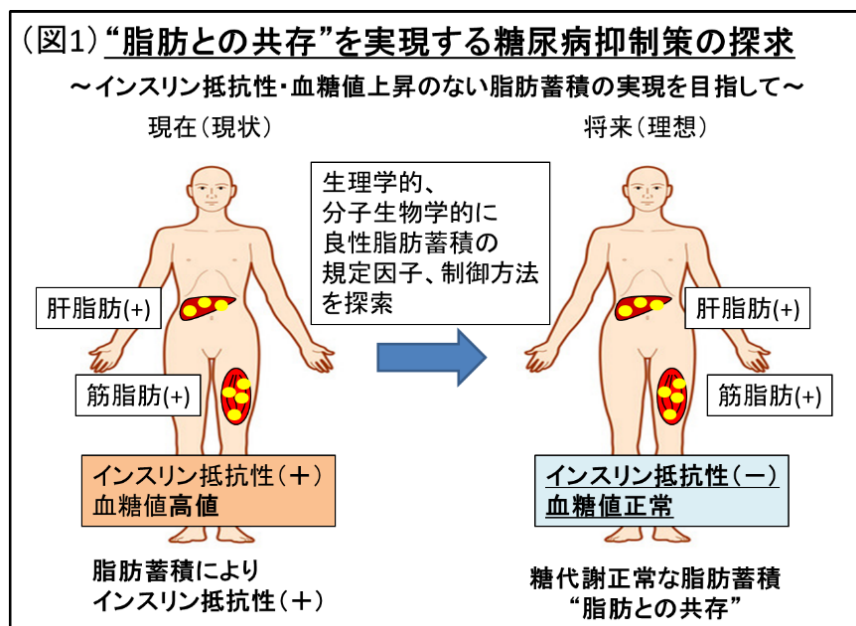 (図1) “脂肪との共存”を実現する糖尿病抑制策の探求
～インスリン抵抗性・血糖値上昇のない脂肪蓄積の実現を目指して～
現在(現状)
将来(理想)
生理学的、
分子生物学的に
良性脂肪蓄積の
規定因子、制御方法
を探索
肝脂肪(+)
筋脂肪(+)
肝脂肪(+)
筋脂肪(+)
インスリン抵抗性(＋)
血糖値高値
インスリン抵抗性(－)
血糖値正常
脂肪蓄積により
インスリン抵抗性(＋)
糖代謝正常な脂肪蓄積
“脂肪との共存”